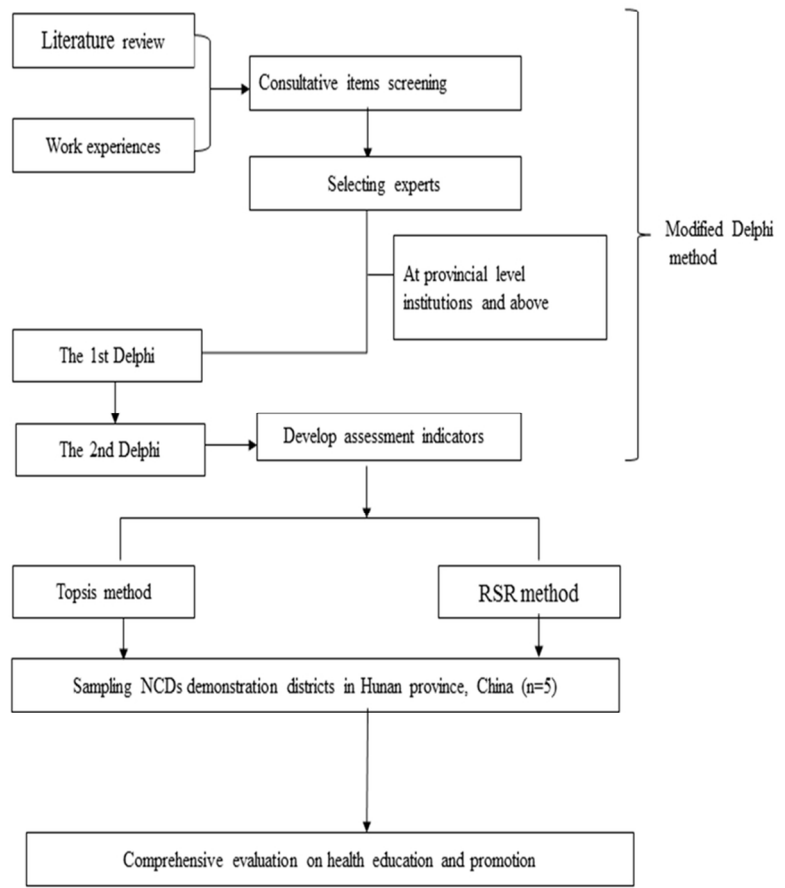 Literature review
Consultative items screening
Work experiences
Selecting experts
Modified Delphi
method
At provincial level
institutions and above
The 1st Delphi
The 2nd Delphi
Develop assessment indicators
Topsis method
RSR method
Sampling NCDs demonstration districts in Hunan province, China (n=5)
Comprehensive evaluation on health education and promotion